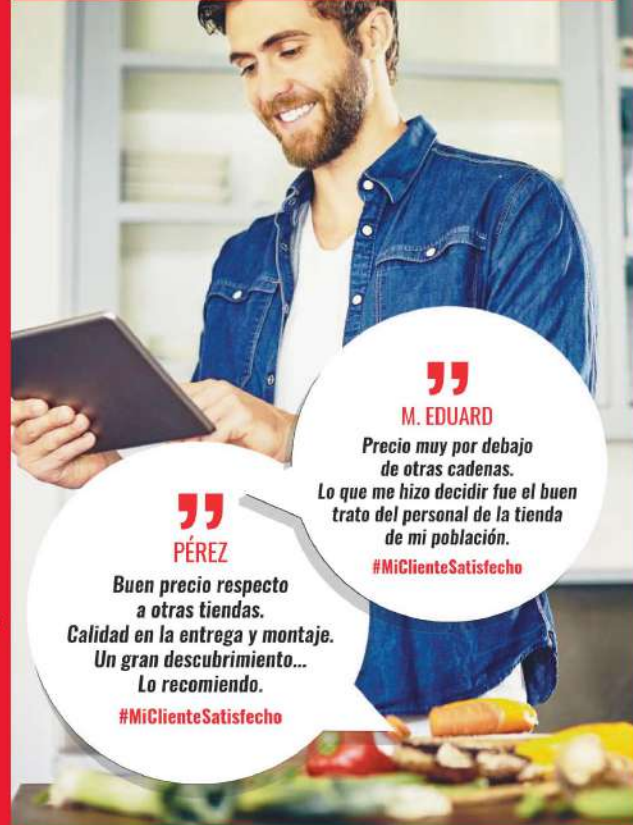 ”
M. EDUARD
Precio muy por debajo
de otras cadenas.
Lo que me hizo decidir fue el buen
trato del personal de la tienda
de mi población.
#MiClienteSatisfecho
”
PÉREZ
Buen precio respecto
a otras tiendas.
Calidad en la entrega y montaje.
Un gran descubrimiento...
Lo recomiendo.
#MiClienteSatisfecho